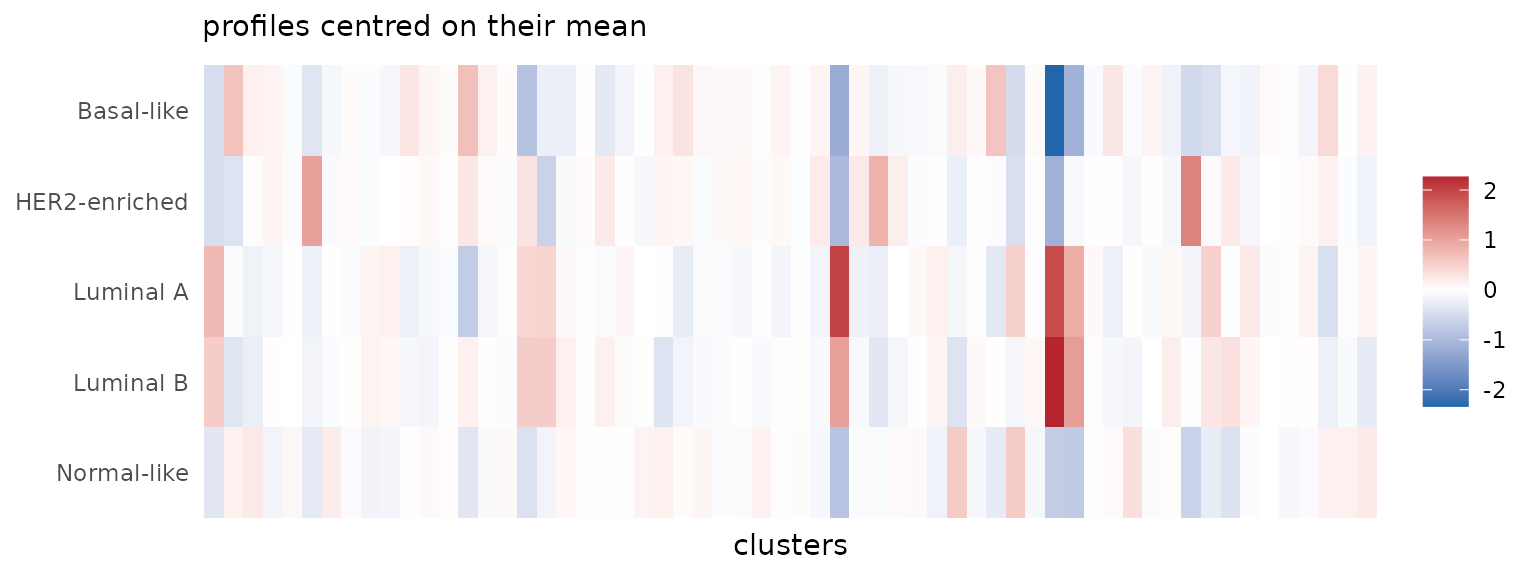 profiles centred on their mean
Basal-like
HER2-enriched
Luminal A
Luminal B
Normal-like
clusters
2
1
0
-1
-2